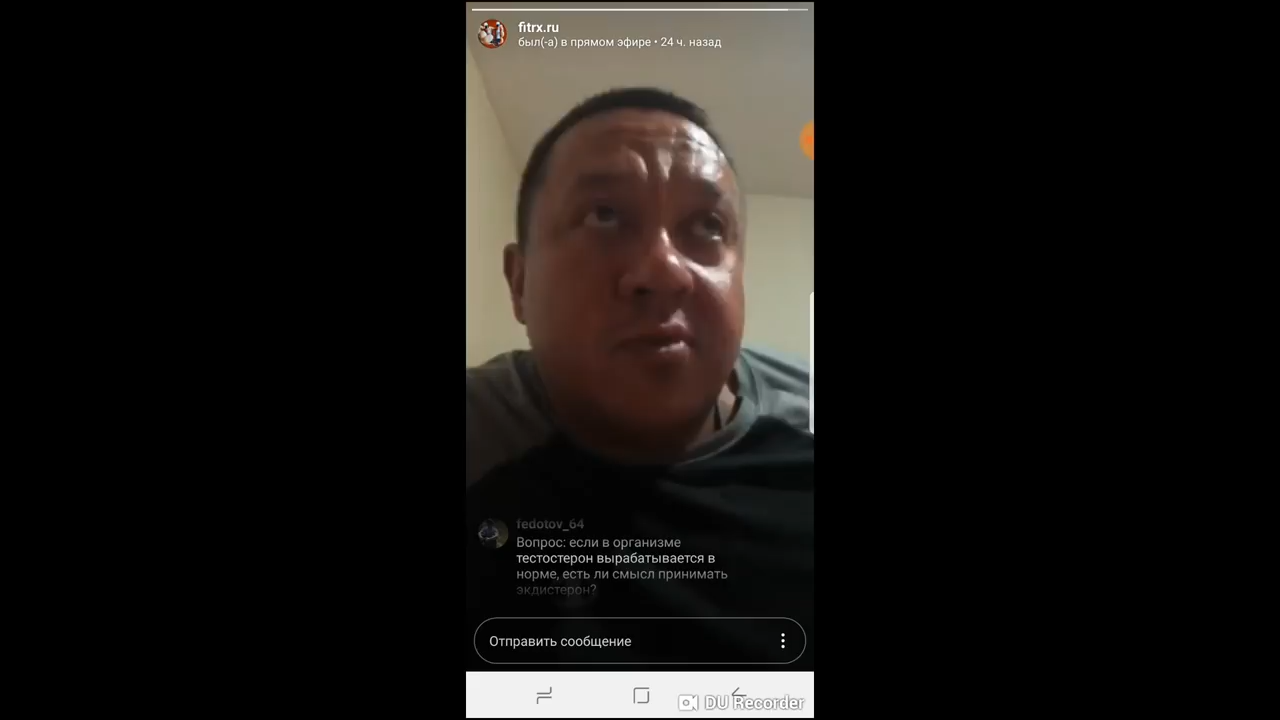 fitrx.ru
был(-а) в прямом эфире • 24 ч. назад
fedotov_64
Вопрос: если в организме
тестостерон вырабатывается в
норме, есть ли смысл принимать
экдистерон?
Отправить сообщение
DU Recorder